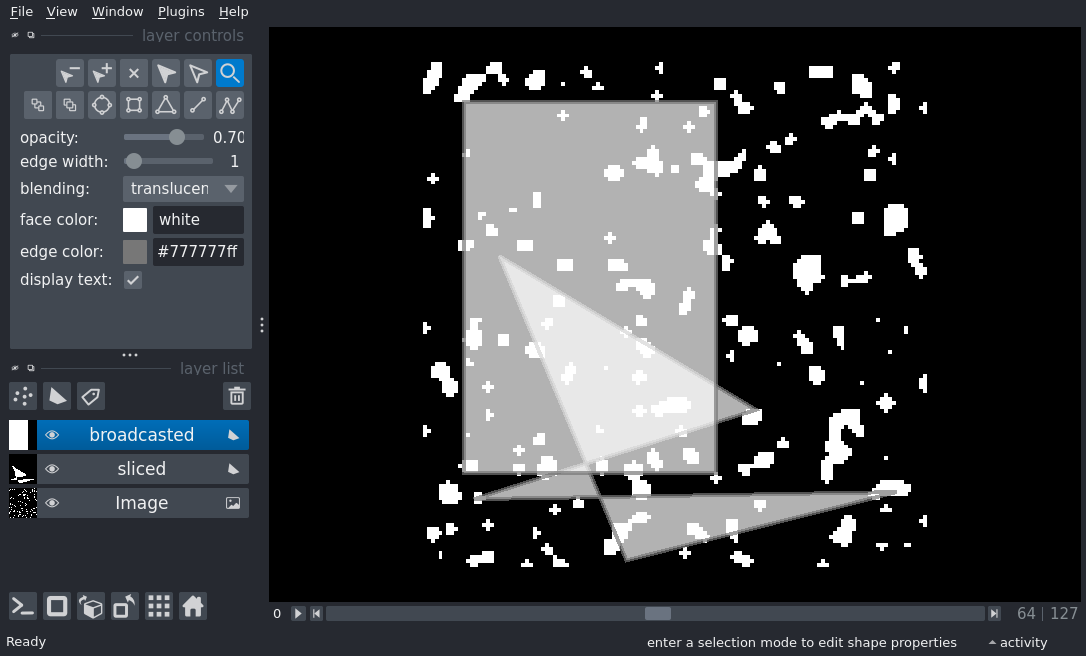 File View Window Plugins Help
layer controls
opacity: 0.70
edge width: 1
blending: translucen
face color: white
edge color: #777777ff
display text:
layer list
broadcasted
sliced
Image
0 64 127
Ready enter a selection mode to edit shape properties activity